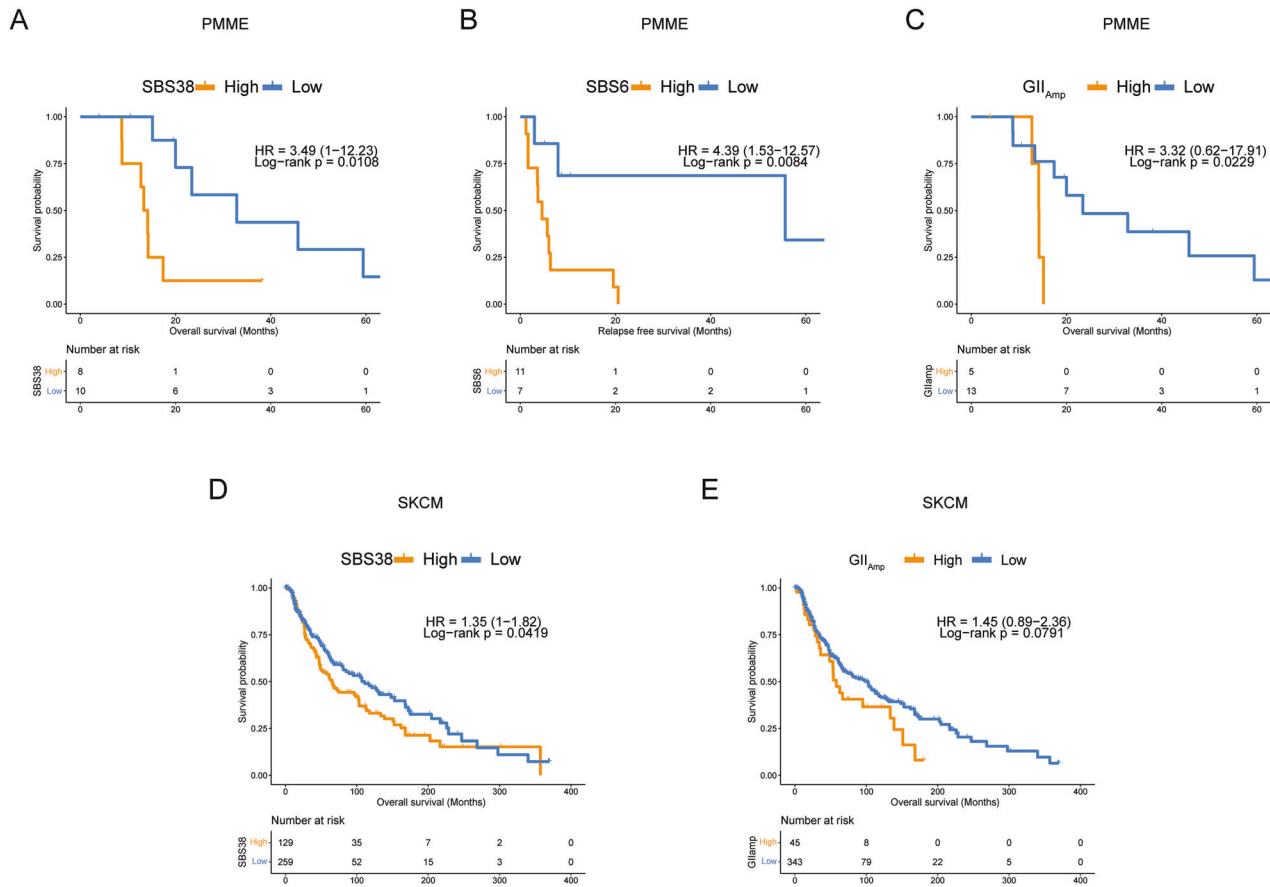 A
PMME
SBS38 High Low
HR = 3.49 (1−12.23)
Log−rank p = 0.0108
Survival probability
1.00
0.75
0.50
0.25
0.00
0 20 40 60
Overall survival (Months)
Number at risk
SBS38
High 8 1 0 0
Low 10 6 3 1
0 20 40 60
B
PMME
SBS6 High Low
HR = 4.39 (1.53−12.57)
Log−rank p = 0.0084
Survival probability
1.00
0.75
0.50
0.25
0.00
0 20 40 60
Relapse free survival (Months)
Number at risk
SBS6
High 11 1 0 0
Low 7 2 2 1
0 20 40 60
C
PMME
GIIAmp High Low
HR = 3.32 (0.62−17.91)
Log−rank p = 0.0229
Survival probability
1.00
0.75
0.50
0.25
0.00
0 20 40 60
Overall survival (Months)
Number at risk
GIIamp
High 5 0 0 0
Low 13 7 3 1
0 20 40 60
D
SKCM
SBS38 High Low
HR = 1.35 (1−1.82)
Log−rank p = 0.0419
Survival probability
1.00
0.75
0.50
0.25
0.00
0 100 200 300 400
Overall survival (Months)
Number at risk
SBS38
High 129 35 7 2 0
Low 259 52 15 3 0
0 100 200 300 400
E
SKCM
GIIAmp High Low
HR = 1.45 (0.89−2.36)
Log−rank p = 0.0791
Survival probability
1.00
0.75
0.50
0.25
0.00
0 100 200 300 400
Overall survival (Months)
Number at risk
GIIamp
High 45 8 0 0 0
Low 343 79 22 5 0
0 100 200 300 400